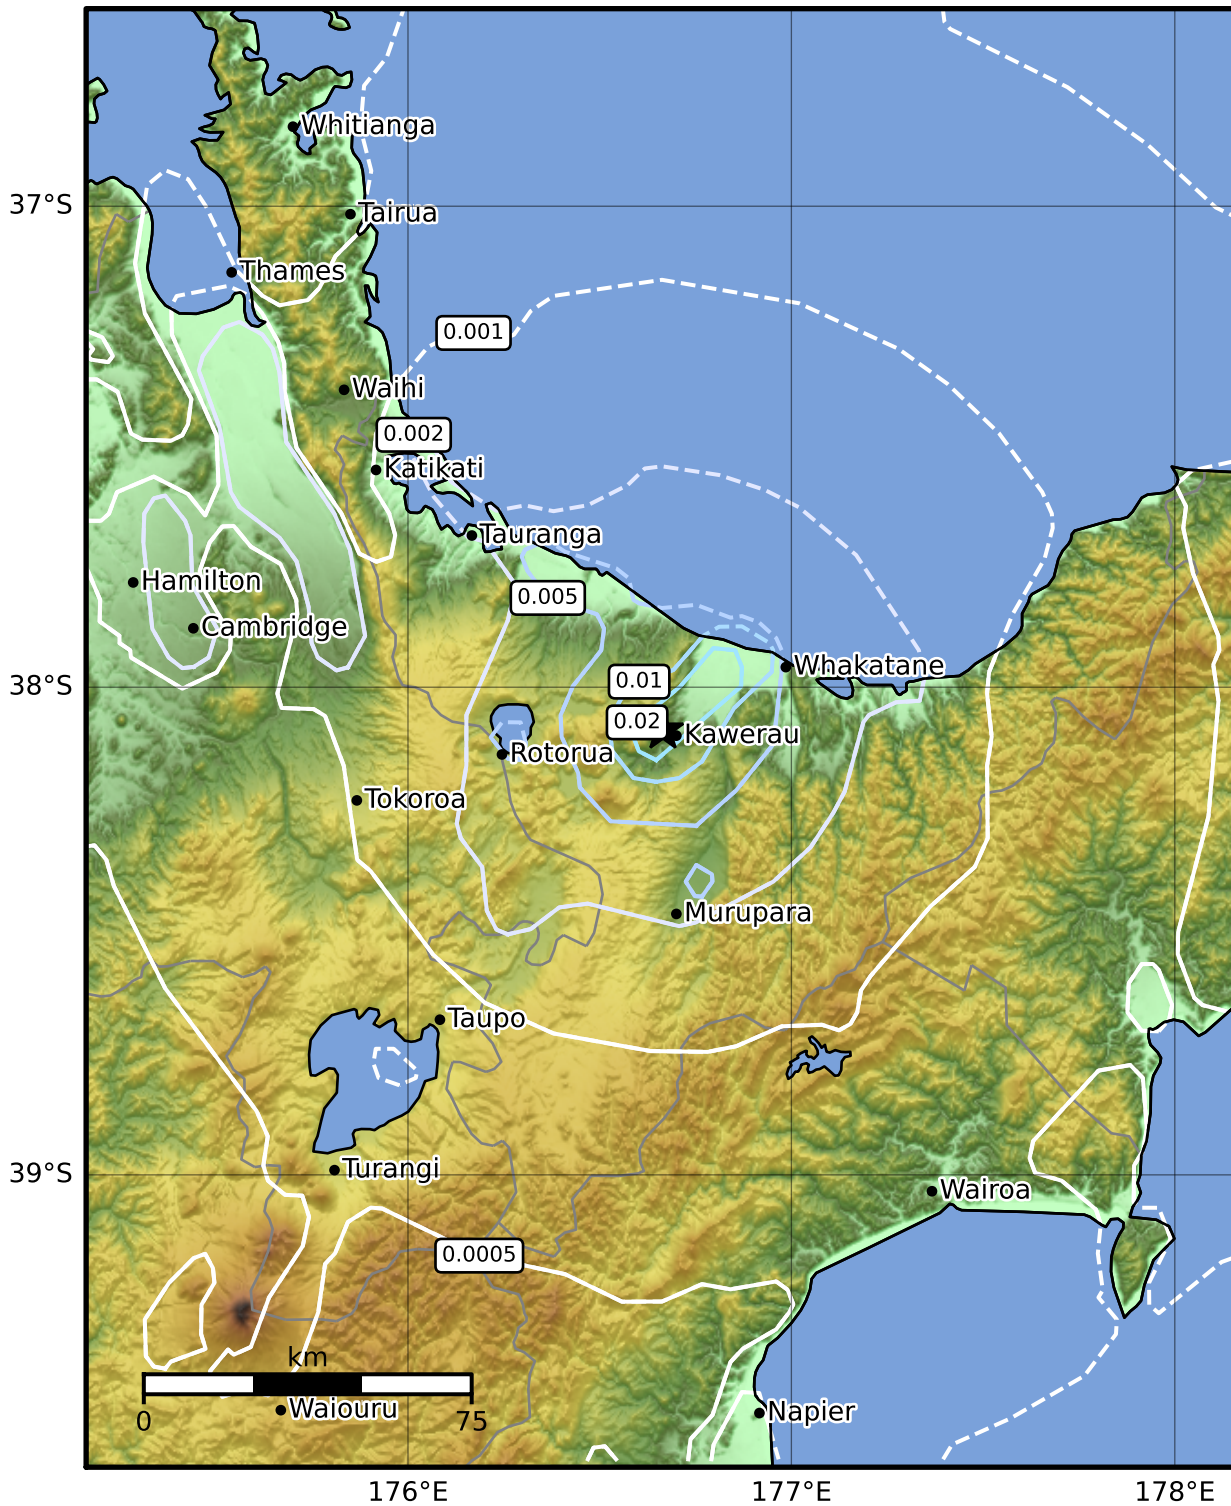 Whitianga
37°S
Tairua
Thames
0.001
Waihi
0.002
Katikati
Tauranga
Hamilton
0.005
Cambridge
Whakatane
38°S
0.01
0.02
Kawerau
Rotorua
Tokoroa
Murupara
Taupo
Turangi
39°S
Wairoa
0.0005
km
0
75
Waiouru
Napier
176°E
177°E
178°E